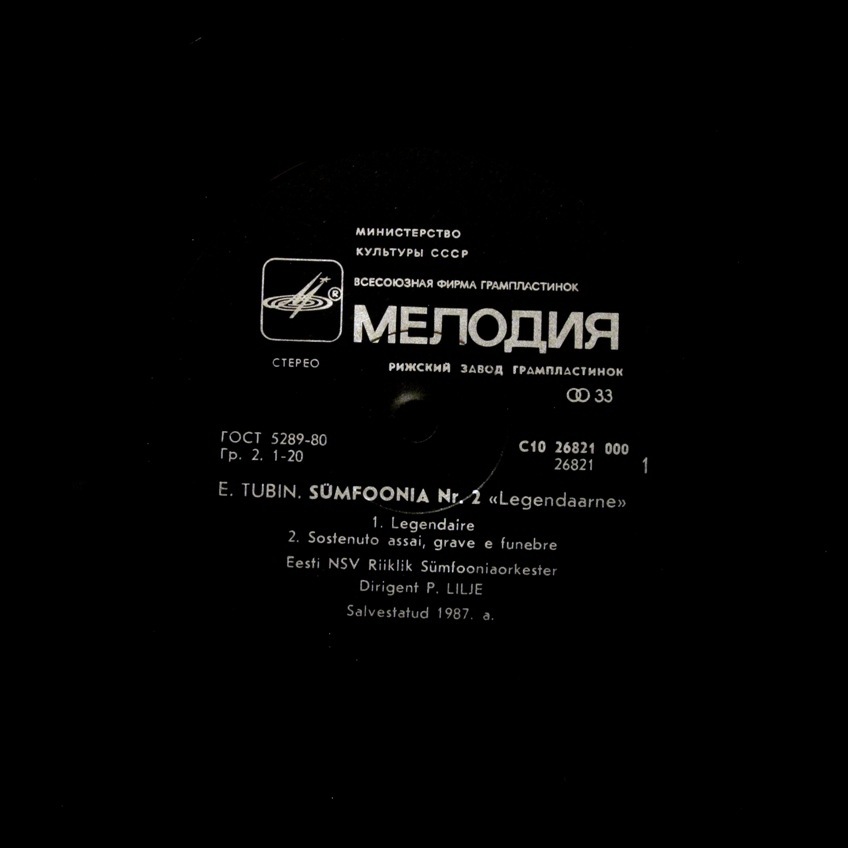 МИНИСТЕРСТВО
КУЛЬТУРЫ СССР
ВСЕСОЮЗНАЯ ФИРМА ГРАМПЛАСТИНОК
®
МЕЛОДИЯ
СТЕРЕО
РИЖСКИЙ ЗАВОД ГРАМПЛАСТИНОК
33
ГОСТ 5289-80
Гр. 2. 1-20
С10 26821 000
26821
1
E. TUBIN. SÜMFOONIA Nr. 2 «Legendaarne»
1. Legendaire
2. Sostenuto assai, grave e funebre
Eesti NSV Riiklik Sümfooniaorkester
Dirigent P. LILJE
Salvestatud 1987. a.